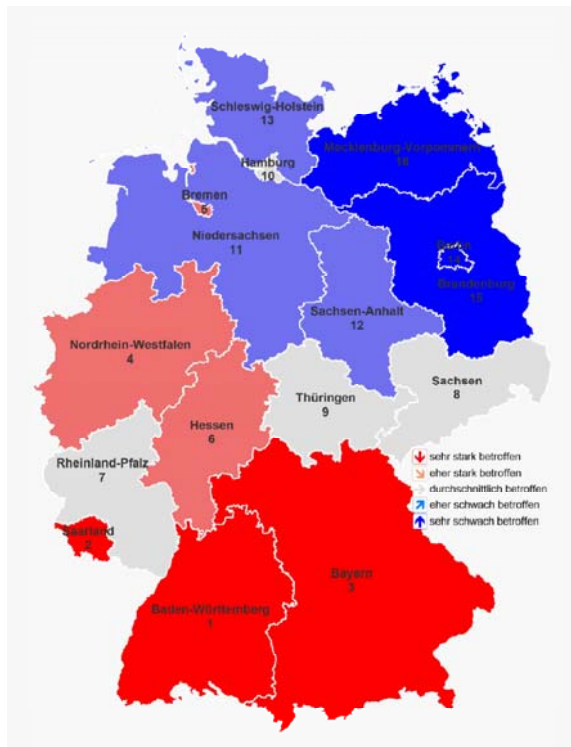 Schleswig-Holstein
13
Mecklenburg-Vorpommern
16
Hamburg
10
Bremen
5
Niedersachsen
11
Berlin
14
Brandenburg
15
Sachsen-Anhalt
12
Nordrhein-Westfalen
4
Sachsen
8
Thüringen
9
Hessen
6
Rheinland-Pfalz
7
sehr stark betroffen
eher stark betroffen
durchschnittlich betroffen
eher schwach betroffen
sehr schwach betroffen
Saarland
2
Bayern
3
Baden-Württemberg
1